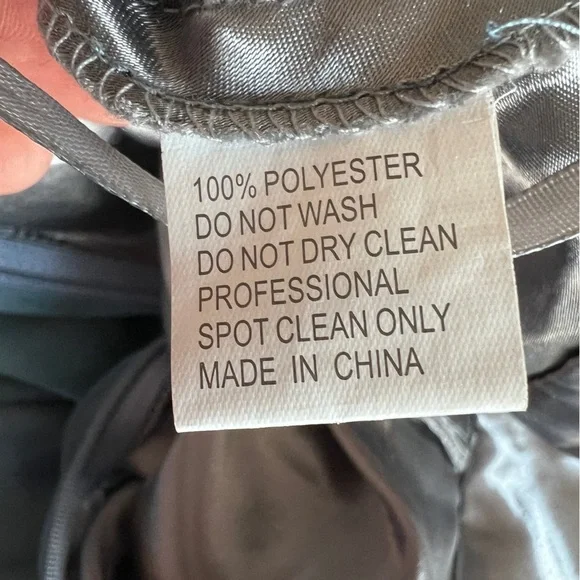 100% POLYESTER
DO NOT WASH
DO NOT DRY CLEAN
PROFESSIONAL
SPOT CLEAN ONLY
MADE IN CHINA